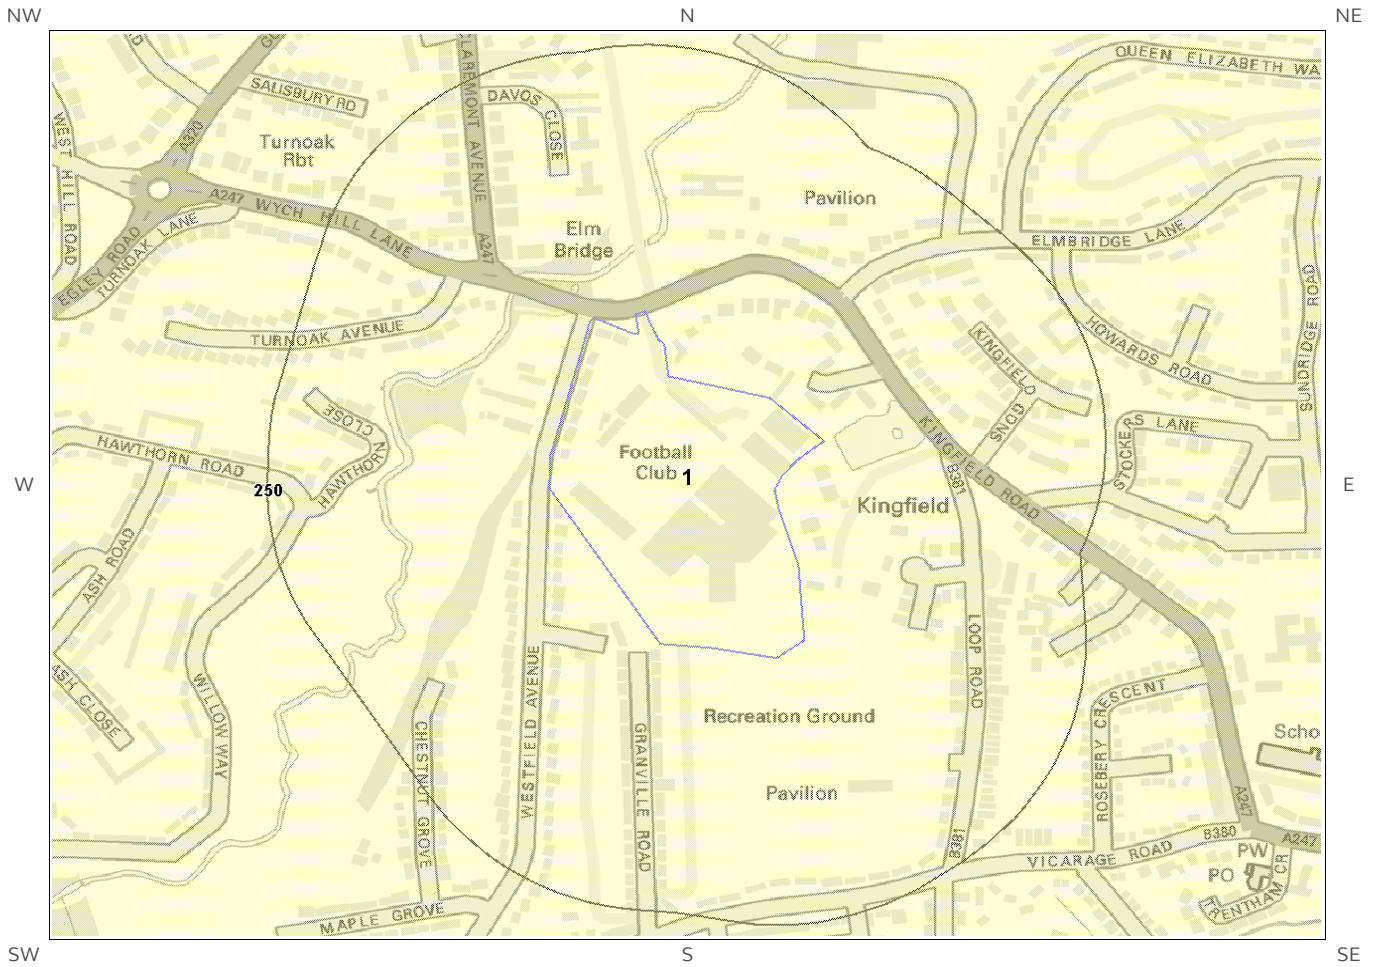 NW
N
NE
QUEEN ELIZABETH WA
SALISBURY RD
DAVOS
CLOSE
CLAREMONT AVENUE
A320
WEST HILL ROAD
Turnoak
Rbt
A247 WYCH HILL LANE
Pavilion
EGLEY ROAD
TURNOAK LANE
A247
Elm
Bridge
ELMBRIDGE LANE
SUNDRIDGE ROAD
TURNOAK AVENUE
HOWARDS ROAD
KINGFIELD
GDNS
CLOSE
HAWTHORN
HAWTHORN ROAD
STOCKERS LANE
KINGFIELD ROAD
B381
Football
Club 1
W
250
E
Kingfield
ASH ROAD
ASH CLOSE
WILLOW WAY
WESTFIELD AVENUE
LOOP ROAD
CHESTNUT GROVE
GRANVILLE ROAD
Recreation Ground
ROSEBERY CRESCENT
Scho
Pavilion
A247
B381
VICARAGE ROAD
B380
A247
PW
PO
TRENTHAM CR
MAPLE GROVE
SW
S
SE